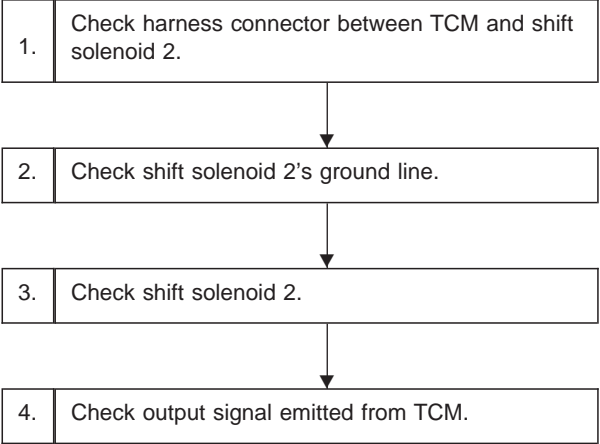 1. Check harness connector between TCM and shift
solenoid 2.
2. Check shift solenoid 2's ground line.
3. Check shift solenoid 2.
4. Check output signal emitted from TCM.